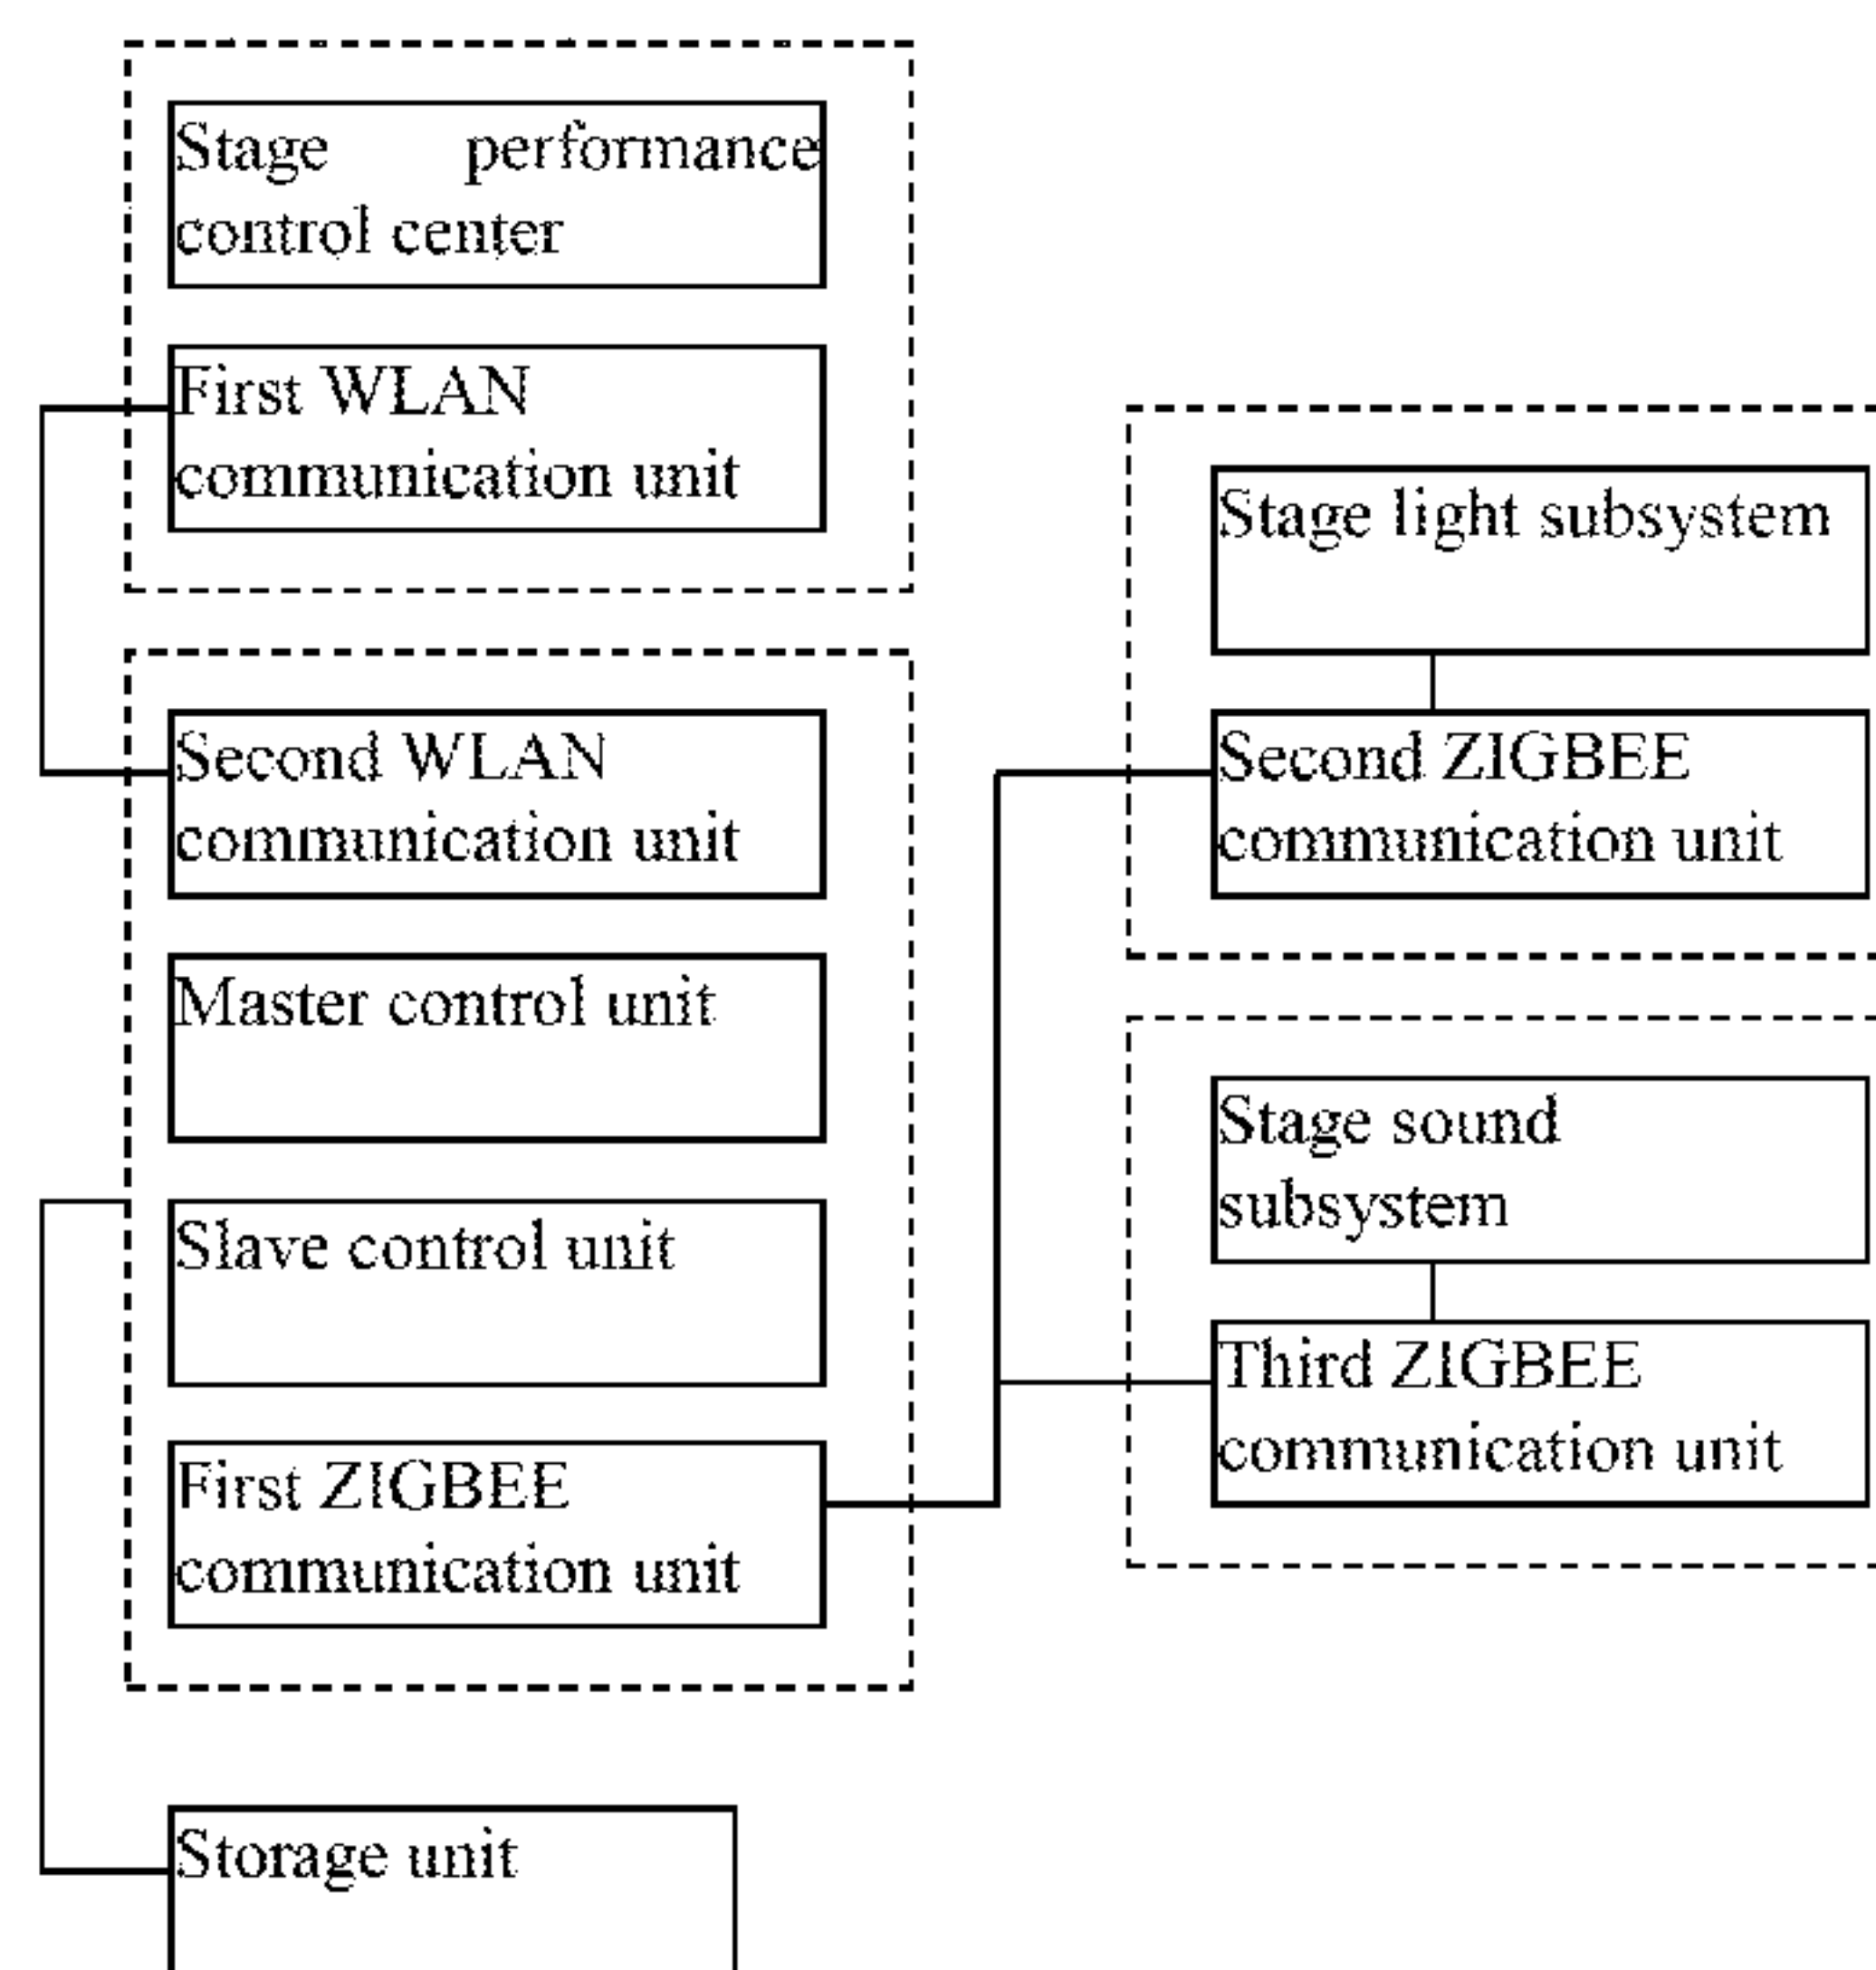 Stage performance
control center
First WLAN
communication unit
Second WLAN
communication unit
Master control unit
Slave control unit
First ZIGBEE
communication unit
Storage unit
Stage light subsystem
Second ZIGBEE
communication unit
Stage sound
subsystem
Third ZIGBEE
communication unit